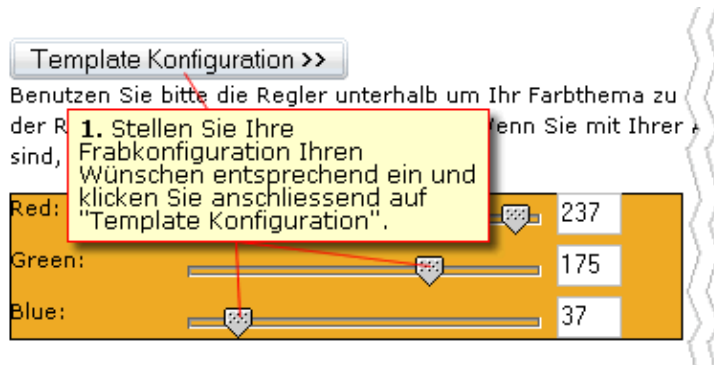 Template Konfiguration >>
Benutzen Sie bitte die Regler unterhalb um Ihr Farbthema zu
der Wenn Sie mit Ihrer
sind,
1. Stellen Sie Ihre
Frabkonfiguration Ihren
Wünschen entsprechend ein und
klicken Sie anschliessend auf
"Template Konfiguration".
Red: 237
Green: 175
Blue: 37